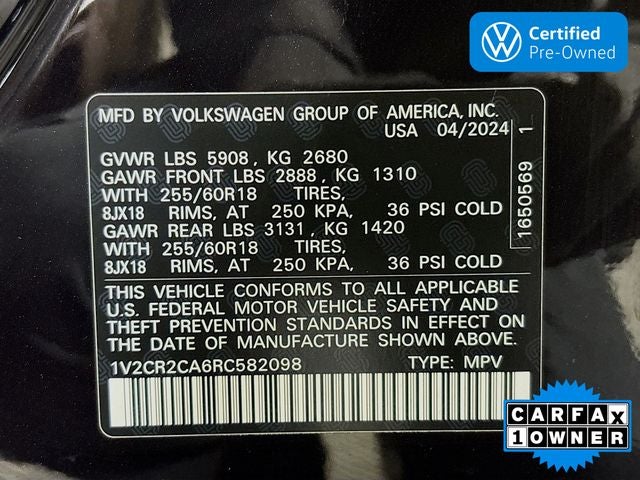 Certified
Pre-Owned
MFD BY VOLKSWAGEN GROUP OF AMERICA, INC.
USA 04/2024
GVWR LBS 5908, KG 2680
GAWR FRONT LBS 2888, KG 1310
WITH 255/60R18 TIRES,
8JX18 RIMS, AT 250 KPA, 36 PSI COLD
GAWR REAR LBS 3131, KG 1420
WITH 255/60R18 TIRES,
8JX18 RIMS, AT 250 KPA, 36 PSI COLD
1650569 1
THIS VEHICLE CONFORMS TO ALL APPLICABLE
U.S. FEDERAL MOTOR VEHICLE SAFETY AND
THEFT PREVENTION STANDARDS IN EFFECT ON
THE DATE OF MANUFACTURE SHOWN ABOVE.
1V2CR2CA6RC582098 TYPE: MPV
CARFAX
1 OWNER